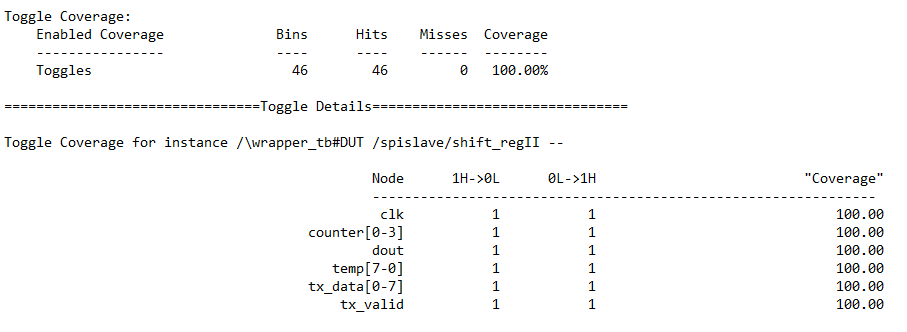 Toggle Coverage:
    Enabled Coverage              Bins      Hits    Misses  Coverage
    ----------------              ----      ----    ------  --------
    Toggles                         46        46         0   100.00%

================================Toggle Details================================

Toggle Coverage for instance /\wrapper_tb#DUT /spislave/shift_regII --

                                              Node      1H->0L      0L->1H                          "Coverage"
                                              ---------------------------------------------------------------
                                               clk           1           1                              100.00
                                      counter[0-3]           1           1                              100.00
                                              dout           1           1                              100.00
                                         temp[7-0]           1           1                              100.00
                                      tx_data[0-7]           1           1                              100.00
                                          tx_valid           1           1                              100.00